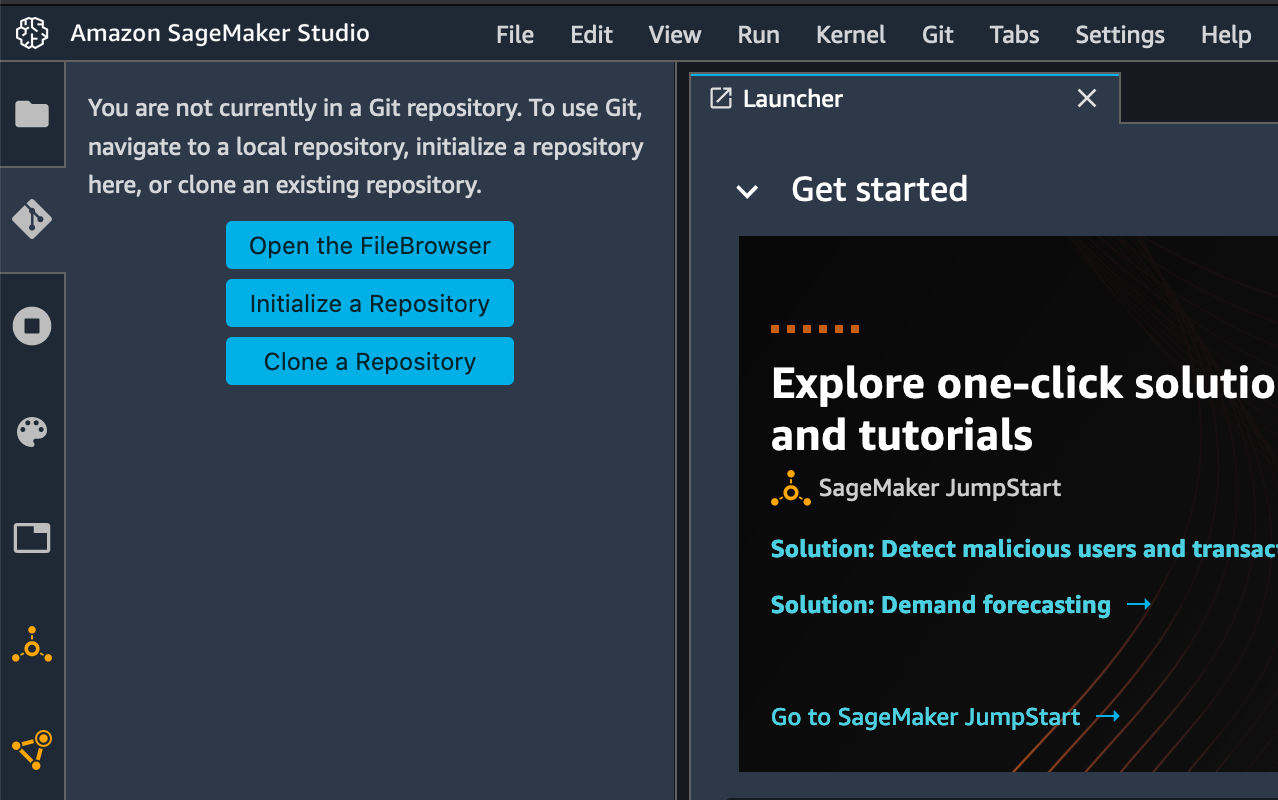 Amazon SageMaker Studio
File Edit View Run Kernel Git Tabs Settings Help
You are not currently in a Git repository. To use Git,
navigate to a local repository, initialize a repository
here, or clone an existing repository.
Open the FileBrowser
Initialize a Repository
Clone a Repository
Launcher
Get started
Explore one-click solutio
and tutorials
SageMaker JumpStart
Solution: Detect malicious users and transact
Solution: Demand forecasting →
Go to SageMaker JumpStart →